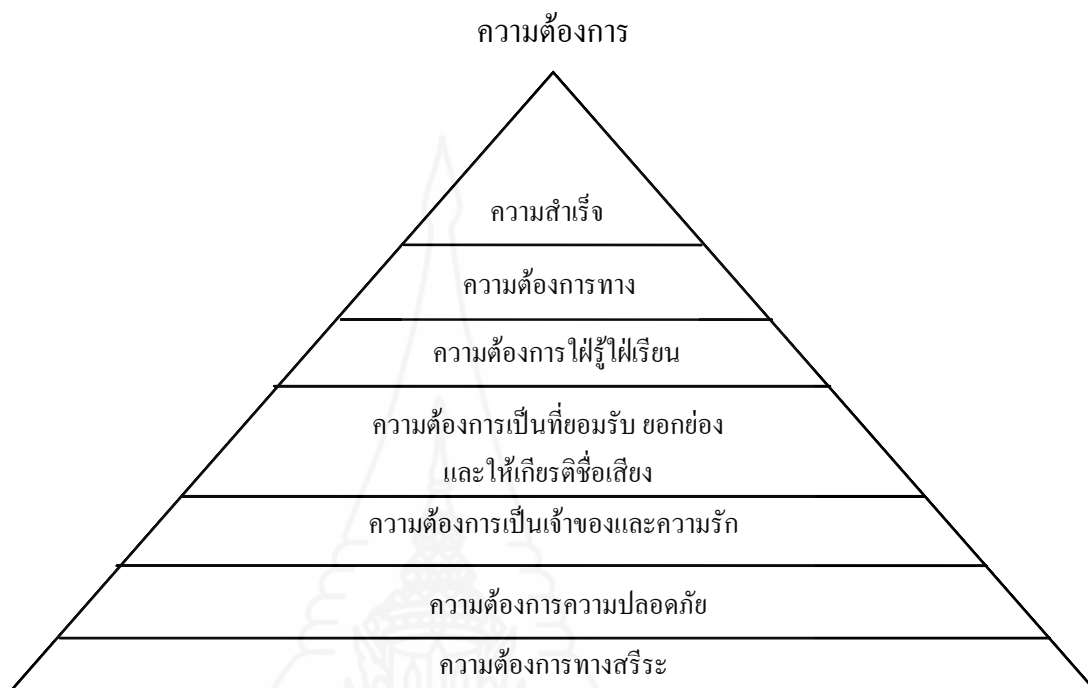 ความต้องการ
ความสำเร็จ
ความต้องการทาง
ความต้องการใฝ่รู้ใฝ่เรียน
ความต้องการเป็นที่ยอมรับ ยอกย่อง
และให้เกียรติชื่อเสียง
ความต้องการเป็นเจ้าของและความรัก
ความต้องการความปลอดภัย
ความต้องการทางสรีระ